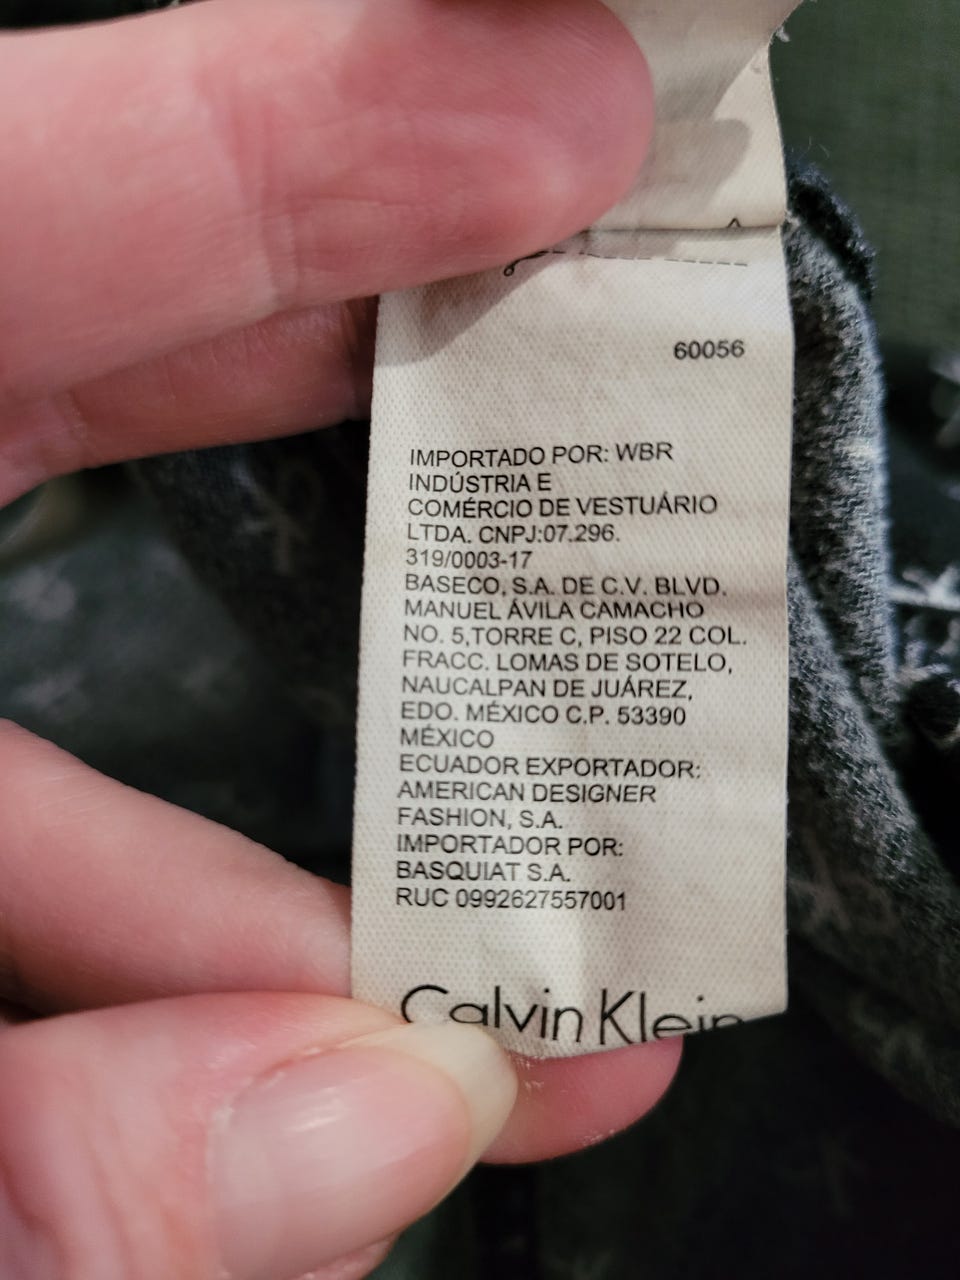 60056
IMPORTADO POR: WBR
INDÚSTRIA E
COMÉRCIO DE VESTUÁRIO
LTDA. CNPJ:07.296.
319/0003-17
BASECO, S.A. DE C.V. BLVD.
MANUEL ÁVILA CAMACHO
NO. 5,TORRE C, PISO 22 COL.
FRACC. LOMAS DE SOTELO,
NAUCALPAN DE JUÁREZ,
EDO. MÉXICO C.P. 53390
MÉXICO
ECUADOR EXPORTADOR:
AMERICAN DESIGNER
FASHION, S.A.
IMPORTADOR POR:
BASQUIAT S.A.
RUC 0992627557001
Calvin Klein